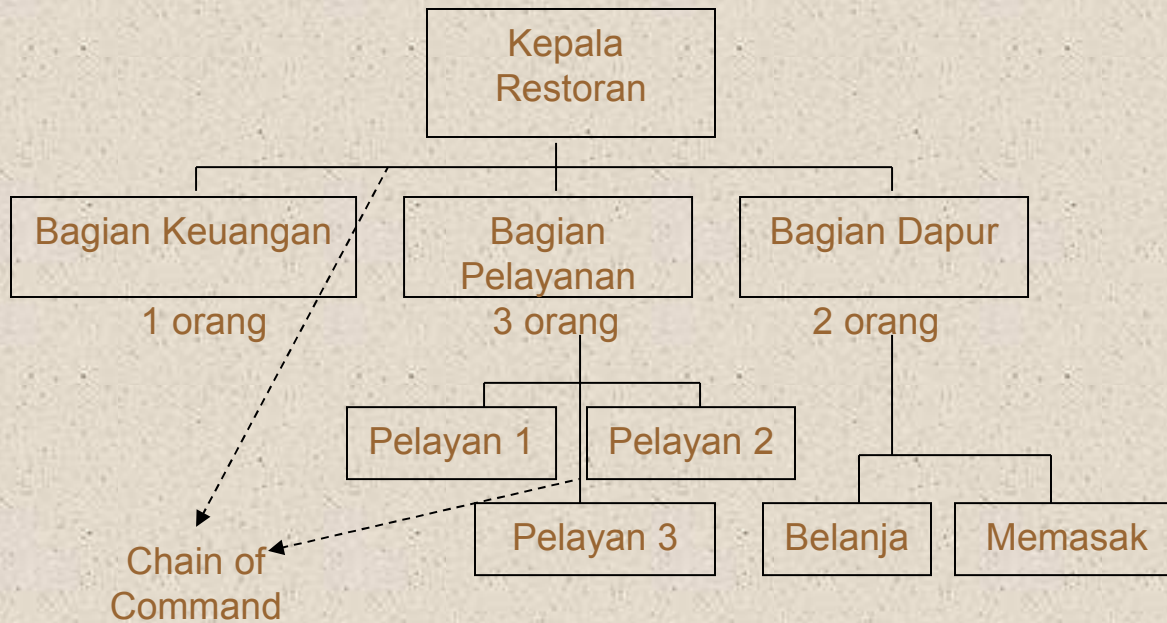 Kepala
Restoran
Bagian Keuangan
1 orang
Bagian
Pelayanan
3 orang
Bagian Dapur
2 orang
Pelayan 1
Pelayan 2
Pelayan 3
Belanja
Memasak
Chain of
Command